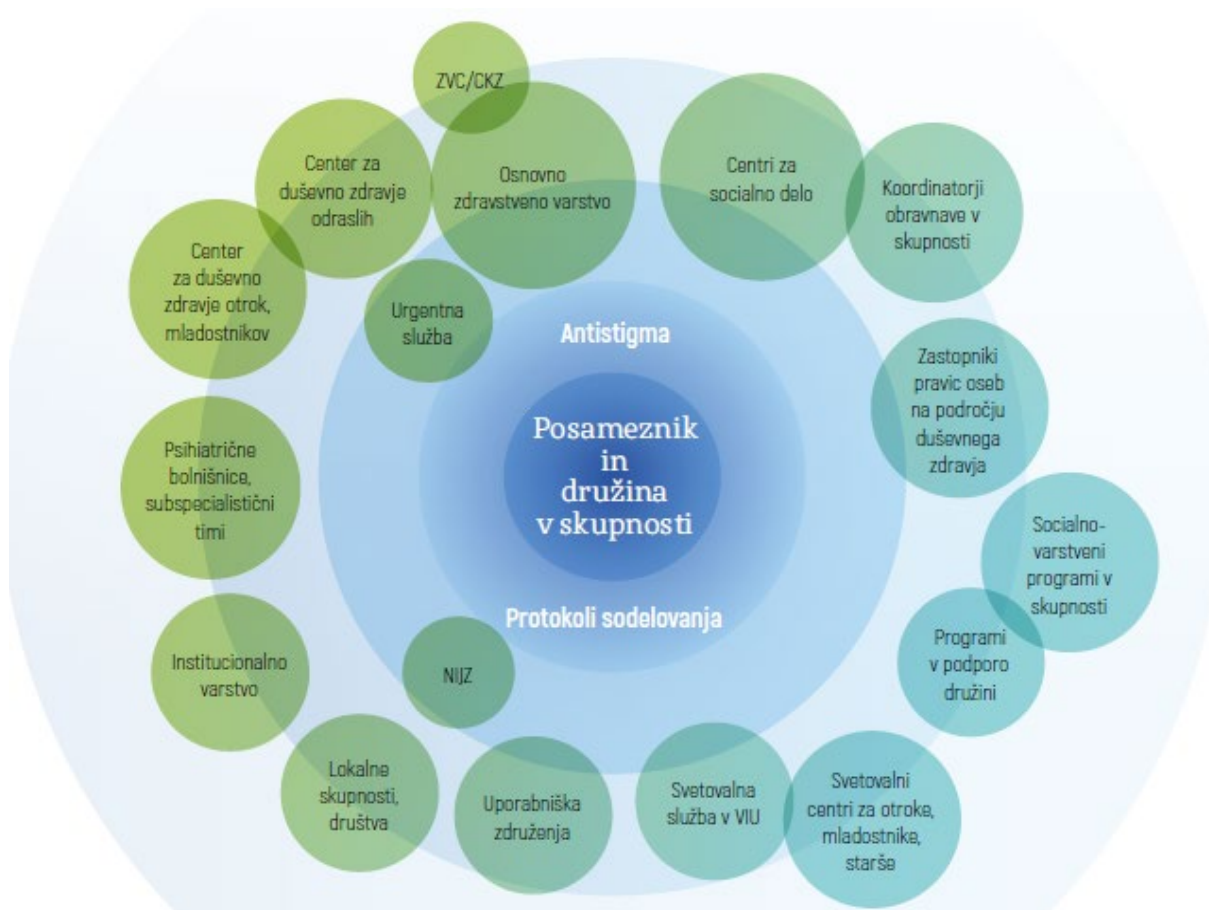 ZVC/CKZ
Center za
duševno zdravje
odraslih
Osnovno
zdravstveno varstvo
Centri za
socialno delo
Koordinatorji
obravnave v
skupnosti
Center
za duševno
zdravje otrok,
mladostnikov
Urgentna
služba
Antistigma
Zastopniki
pravic oseb
na področju
duševnega
zdravja
Posameznik
in
družina
v skupnosti
Psihiatrične
bolnišnice,
subspecialistični
timi
Socialno-
varstveni
programi v
skupnosti
Protokoli sodelovanja
Programi
v podporo
družini
Institucionalno
varstvo
NIJZ
Lokalne
skupnosti,
društva
Uporabniška
združenja
Svetovalna
služba v VIU
Svetovalni
centri za otroke,
mladostnike,
starše